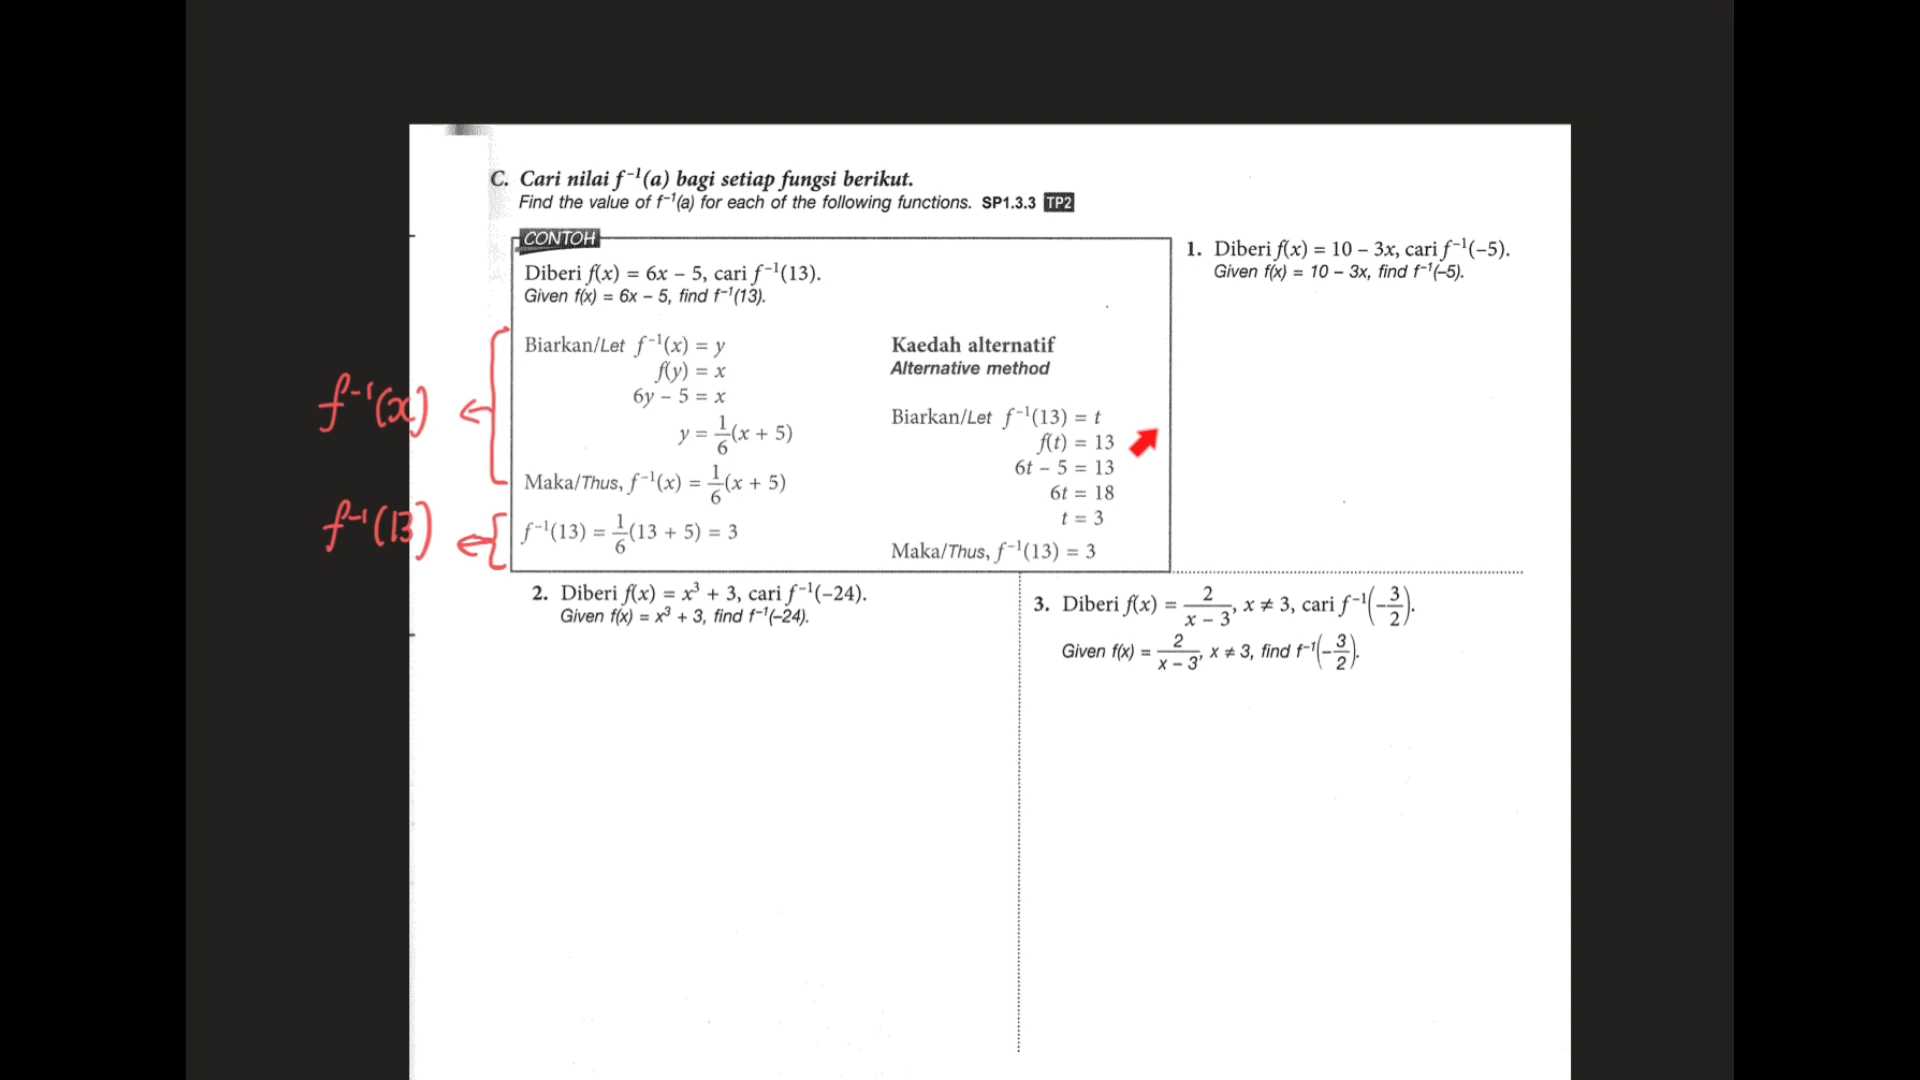 C. Cari nilai f⁻¹(a) bagi setiap fungsi berikut.
Find the value of f⁻¹(a) for each of the following functions. SP1.3.3 TP2
CONTOH
Diberi f(x) = 6x – 5, cari f⁻¹(13).
Given f(x) = 6x – 5, find f⁻¹(13).
Biarkan/Let f⁻¹(x) = y
f(y) = x
6y – 5 = x
y = 1/6(x + 5)
Maka/Thus, f⁻¹(x) = 1/6(x + 5)
f⁻¹(13) = 1/6(13 + 5) = 3
f⁻¹(x)
f⁻¹(13)
Kaedah alternatif
Alternative method
Biarkan/Let f⁻¹(13) = t
f(t) = 13
6t – 5 = 13
6t = 18
t = 3
Maka/Thus, f⁻¹(13) = 3
1. Diberi f(x) = 10 – 3x, cari f⁻¹(–5).
Given f(x) = 10 – 3x, find f⁻¹(–5).
2. Diberi f(x) = x³ + 3, cari f⁻¹(–24).
Given f(x) = x³ + 3, find f⁻¹(–24).
3. Diberi f(x) = 2/(x – 3), x ≠ 3, cari f⁻¹(–3/2).
Given f(x) = 2/(x – 3), x ≠ 3, find f⁻¹(–3/2).